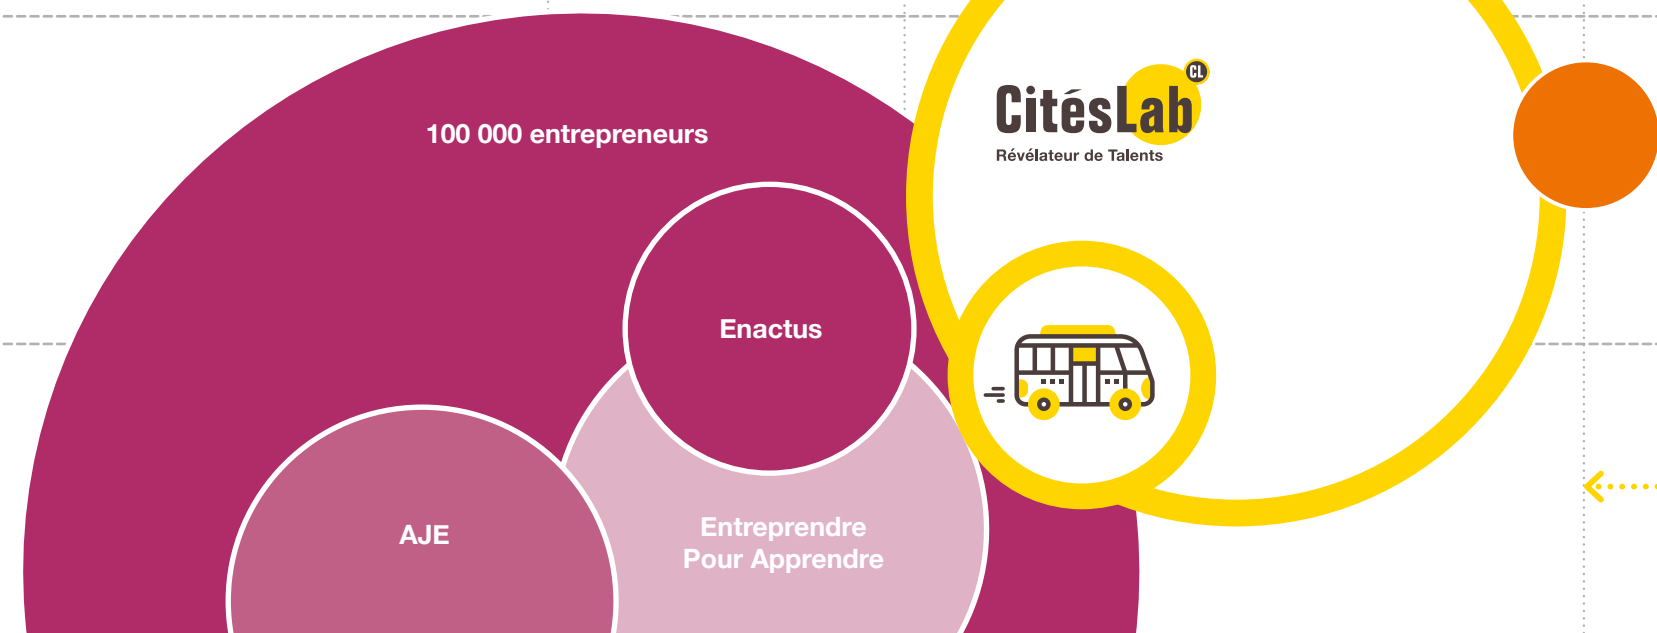 100 000 entrepreneurs
CL
CitésLab
Révélateur de Talents
Enactus
AJE
Entreprendre
Pour Apprendre